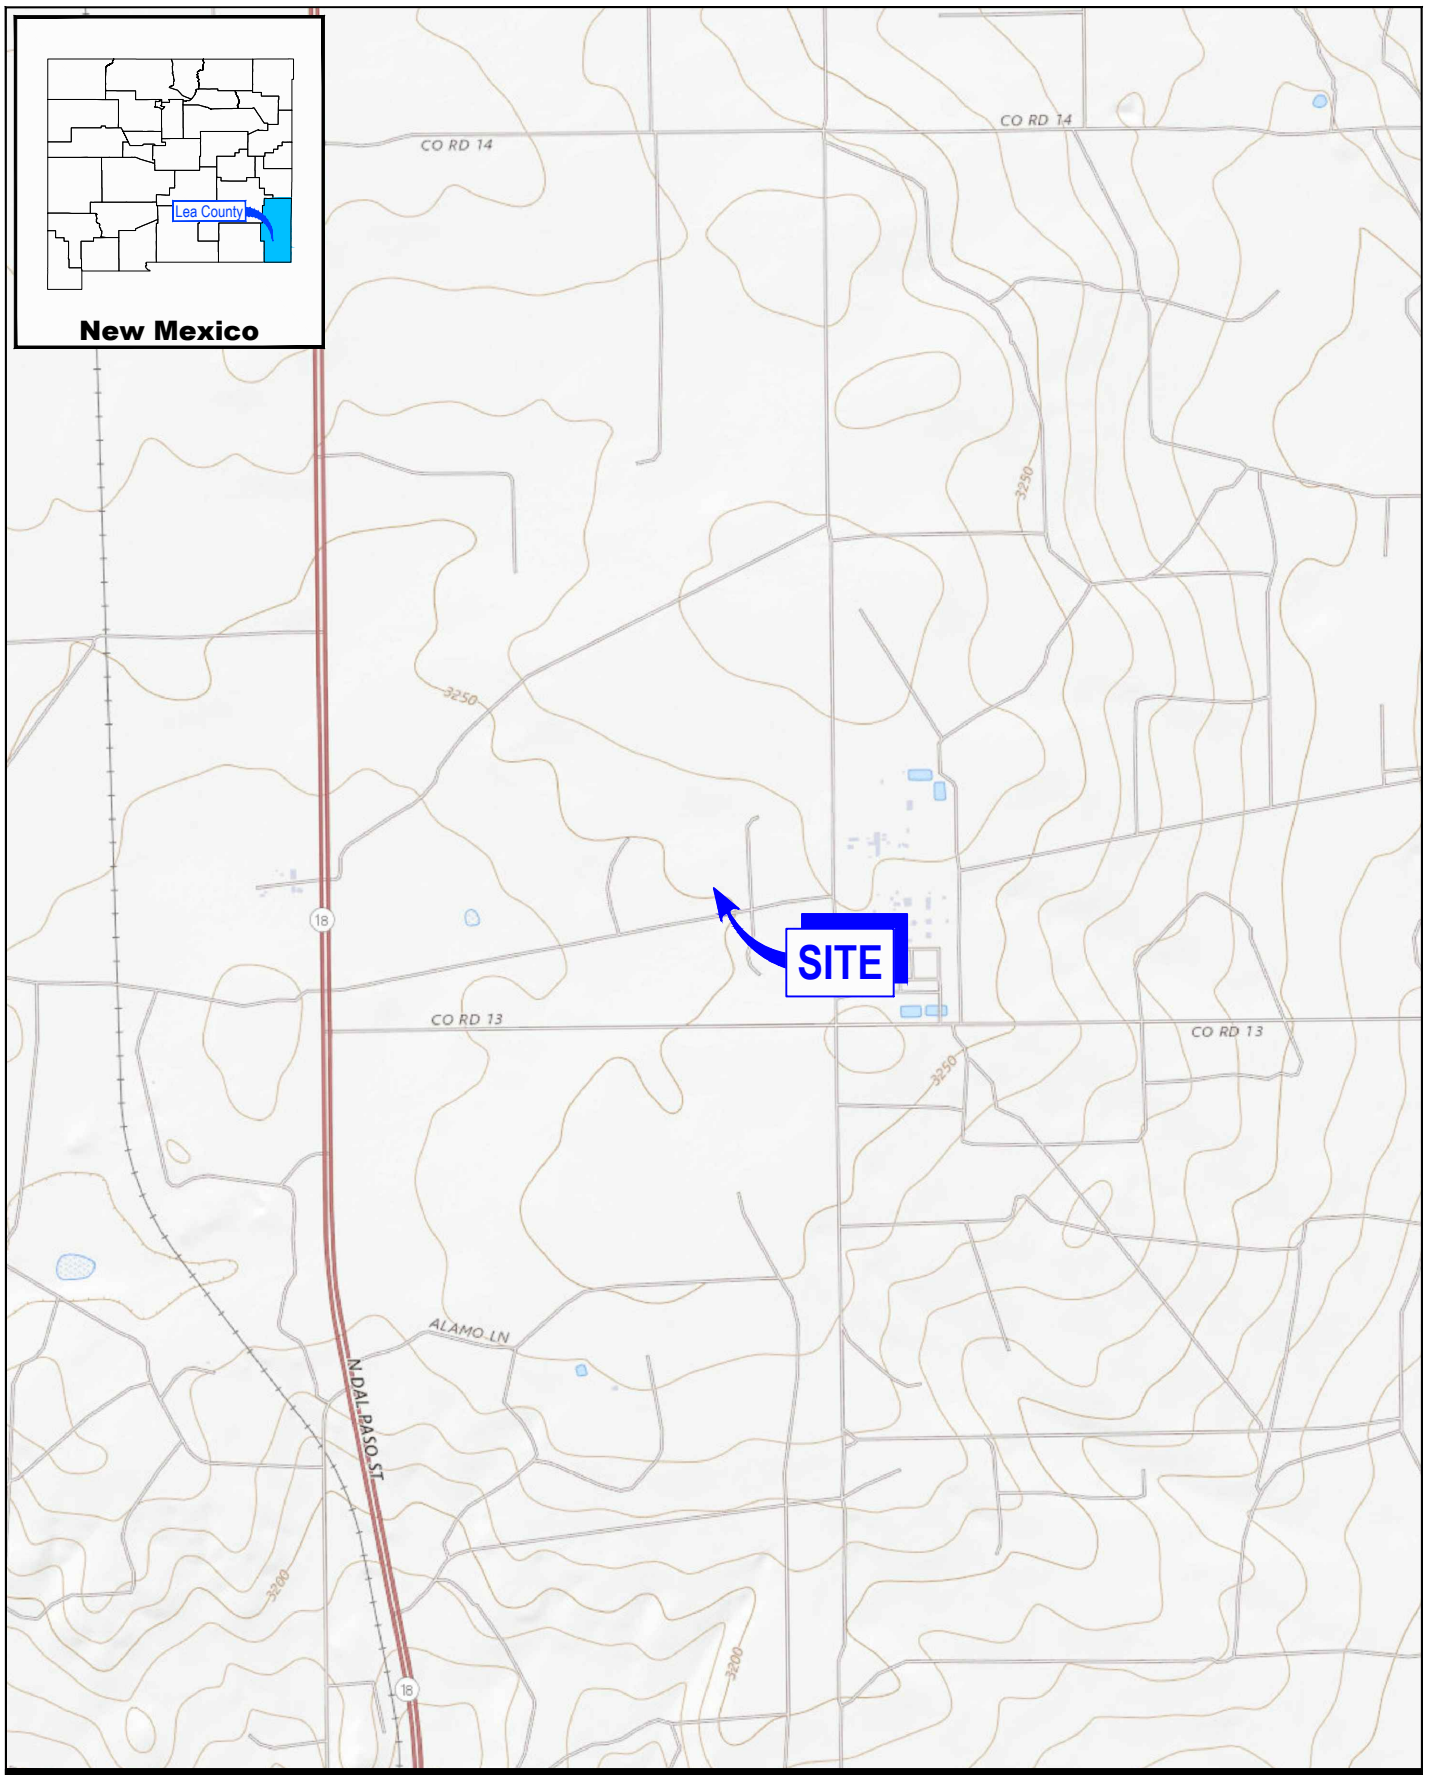 Lea County
New Mexico
CO RD 14
CO RD 14
3250
3250
18
SITE
CO RD 13
CO RD 13
3250
ALAMO LN
N DAL PASO ST
3200
3200
18